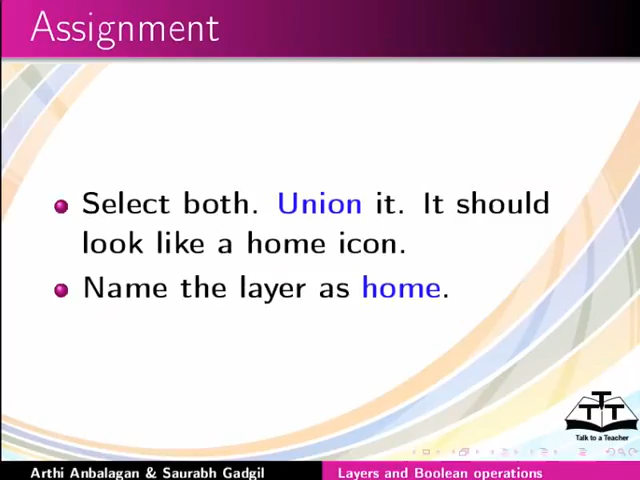 Assignment
Select both. Union it. It should
look like a home icon.
Name the layer as home.
TTT
Talk to a Teacher
Arthi Anbalagan & Saurabh Gadgil
Layers and Boolean operations